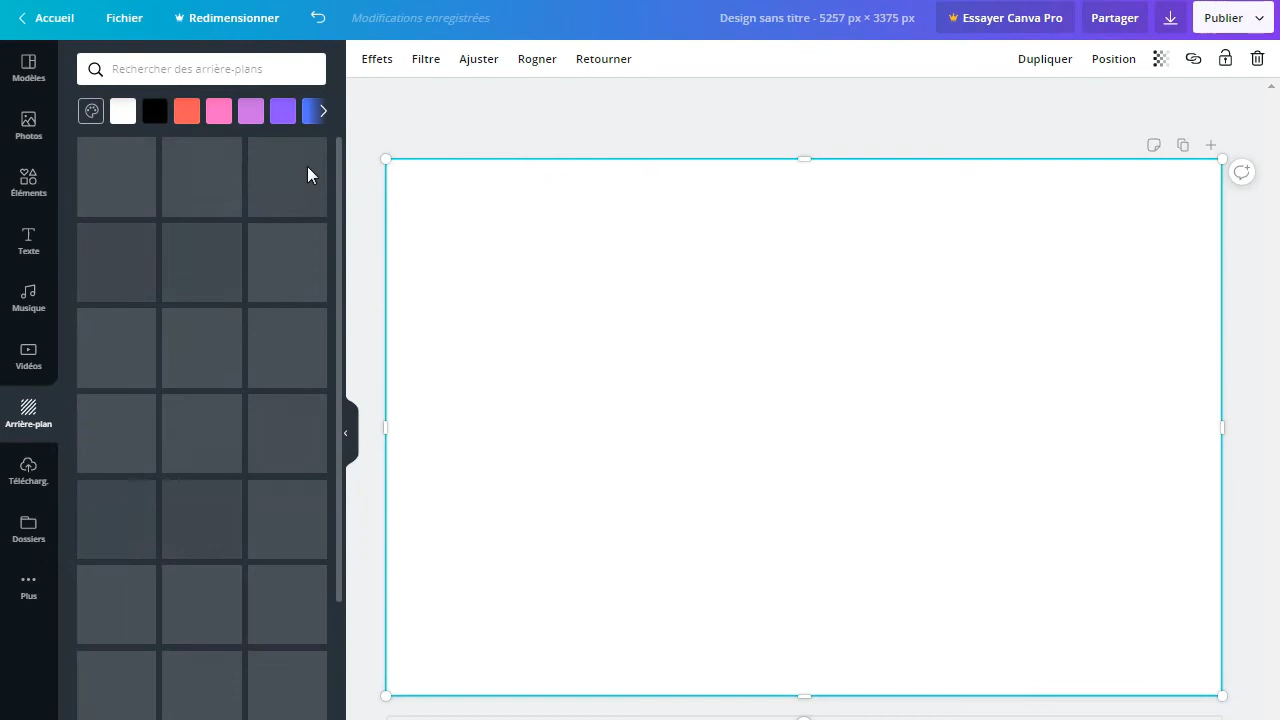 Accueil
Fichier
Redimensionner
Modifications enregistrées
Design sans titre - 5257 px × 3375 px
Essayer Canva Pro
Partager
Publier
Modèles
Photos
Éléments
Texte
Musique
Vidéos
Arrière-plan
Télécharg.
Dossiers
Plus
Rechercher des arrière-plans
Effets
Filtre
Ajuster
Rogner
Retourner
Dupliquer
Position